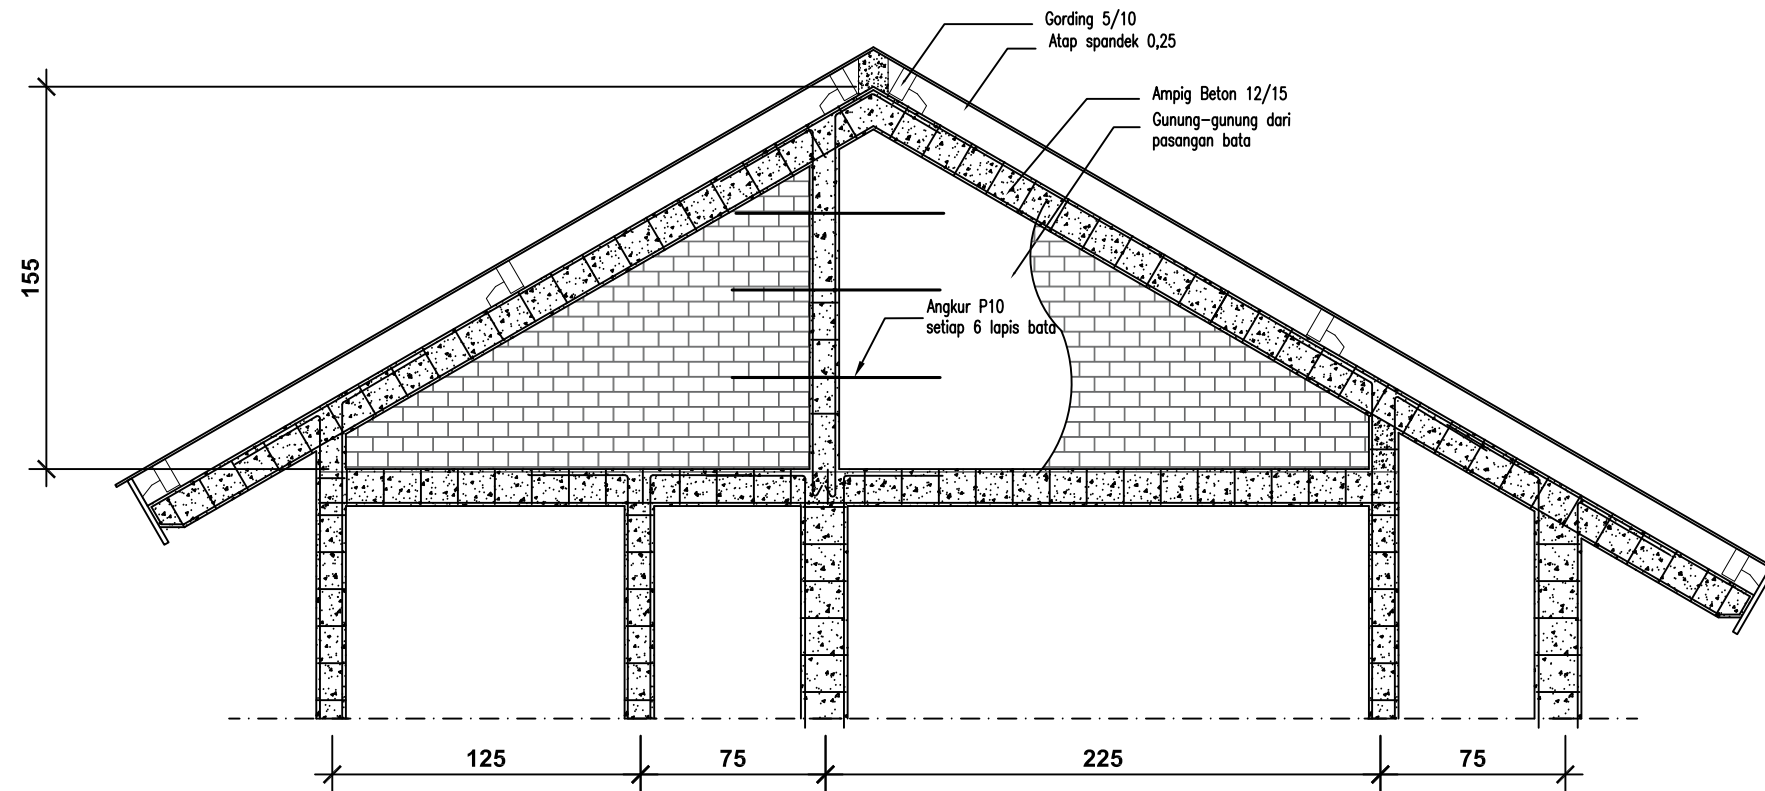 Gording 5/10
Atap spandek 0,25
Ampig Beton 12/15
Gunung-gunung dari
pasangan bata
155
Angkur P10
setiap 6 lapis bata
125
75
225
75